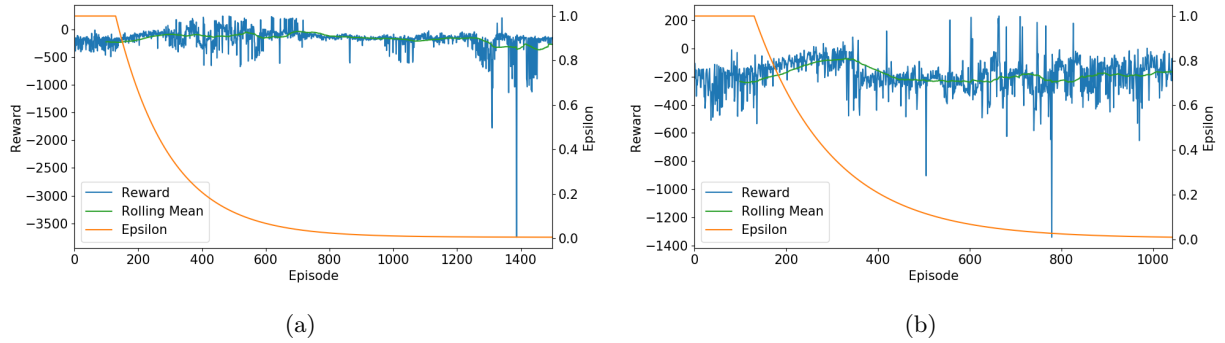 0
−500
−1000
−1500
−2000
−2500
−3000
−3500
Reward
0 200 400 600 800 1000 1200 1400
Episode
1.0
0.8
0.6
0.4
0.2
0.0
Epsilon
Reward
Rolling Mean
Epsilon
(a)
200
0
−200
−400
−600
−800
−1000
−1200
−1400
Reward
0 200 400 600 800 1000
Episode
1.0
0.8
0.6
0.4
0.2
0.0
Epsilon
Reward
Rolling Mean
Epsilon
(b)